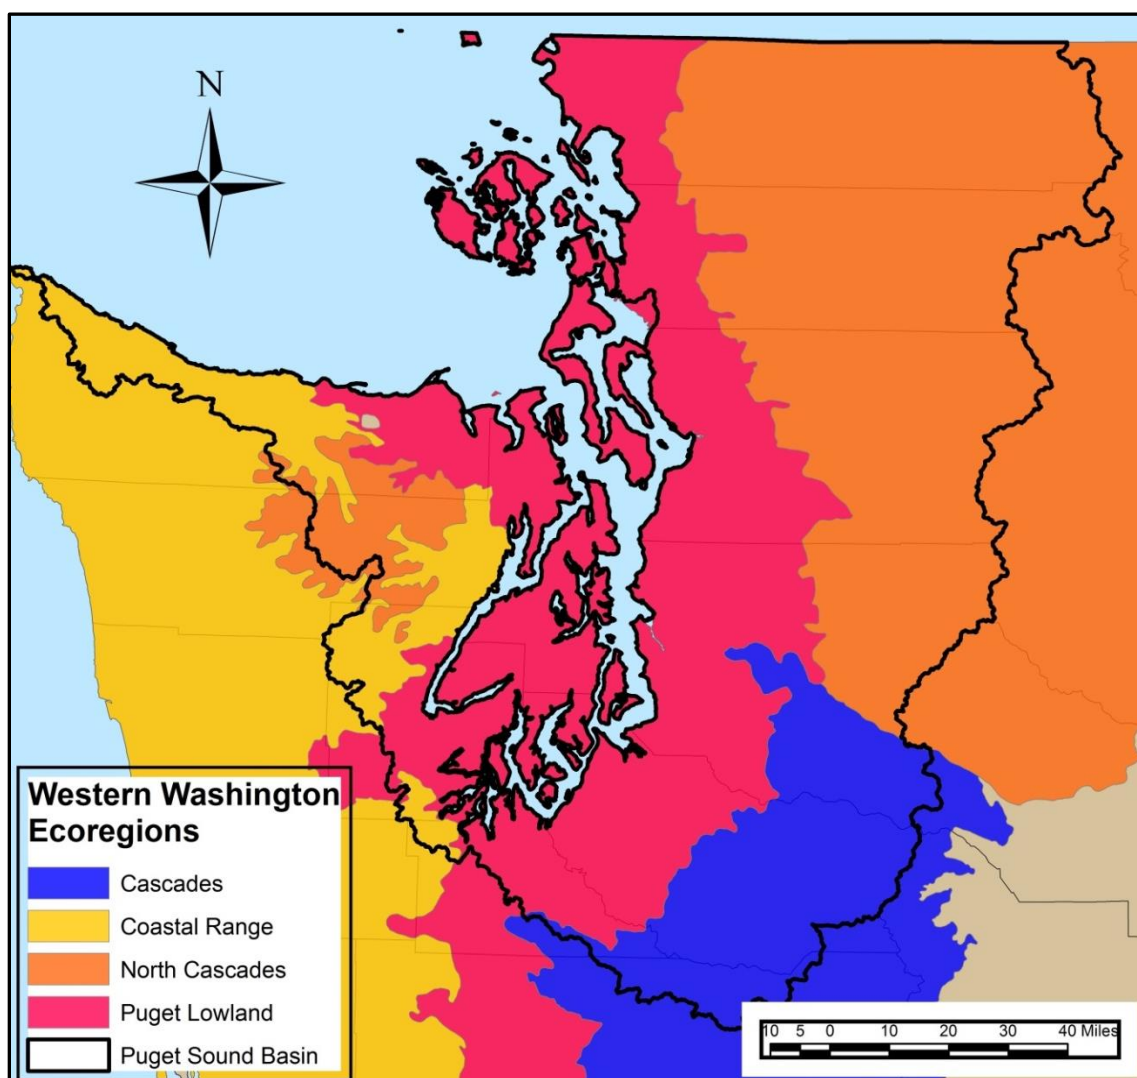 N
Western Washington
Ecoregions
Cascades
Coastal Range
North Cascades
Puget Lowland
Puget Sound Basin
10 5 0 10 20 30 40 Miles